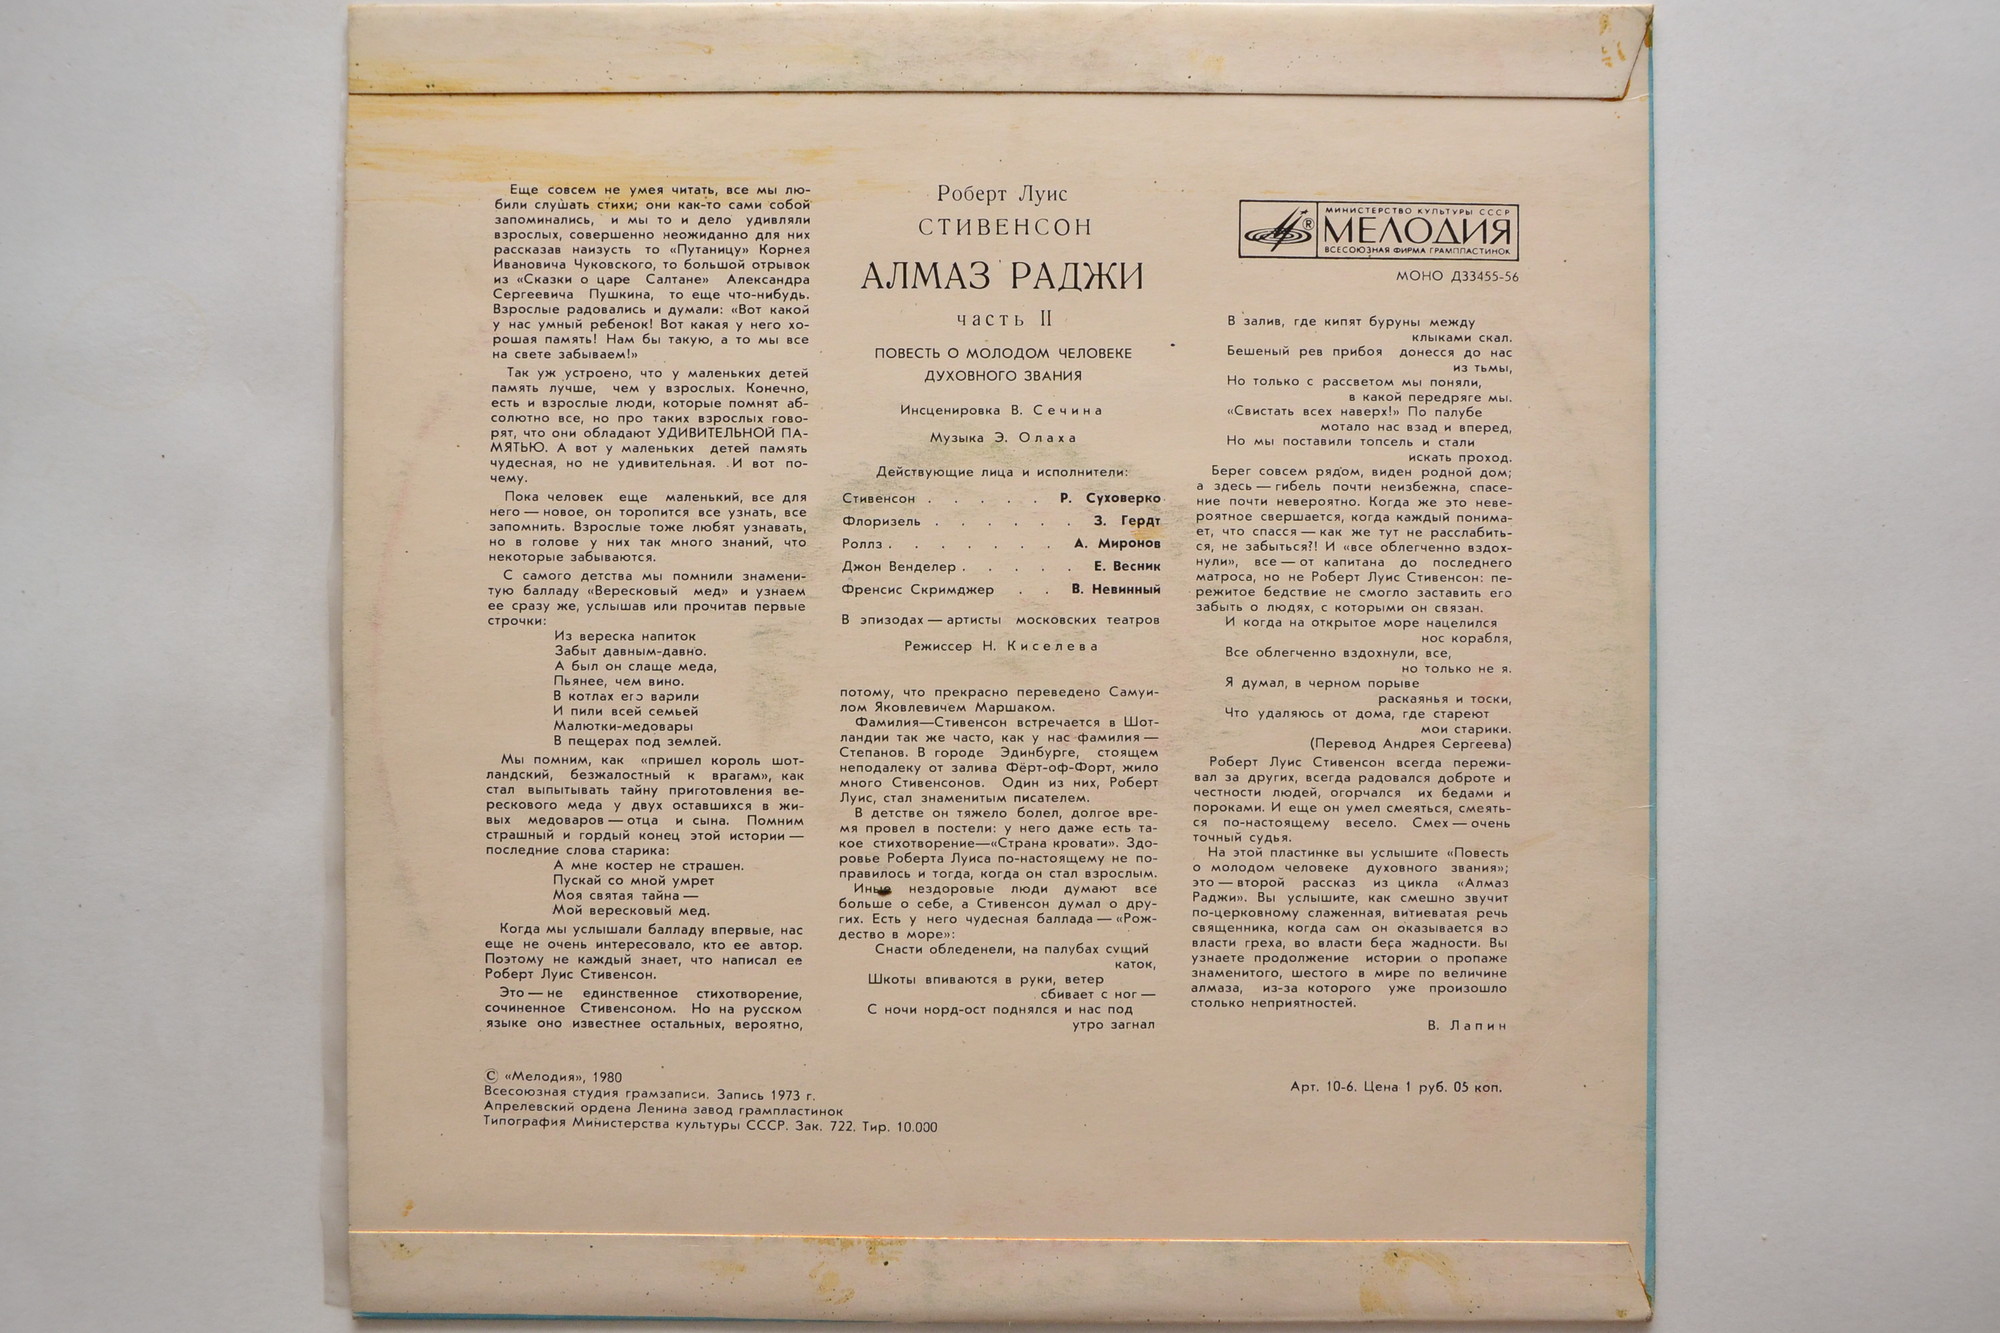 Еще совсем не умея читать, все мы лю-
били слушать стихи; они как-то сами собой
запоминались, и мы то и дело удивляли
взрослых, совершенно неожиданно для них
рассказав наизусть то «Путаницу» Корнея
Ивановича Чуковского, то большой отрывок
из «Сказки о царе Салтане» Александра
Сергеевича Пушкина, то еще что-нибудь.
Взрослые радовались и думали: «Вот какой
у нас умный ребенок! Вот какая у него хо-
рошая память! Нам бы такую, а то мы все
на свете забываем!»
Так уж устроено, что у маленьких детей
память лучше, чем у взрослых. Конечно,
есть и взрослые люди, которые помнят аб-
солютно все, но про таких взрослых гово-
рят, что они обладают УДИВИТЕЛЬНОЙ ПА-
МЯТЬЮ. А вот у маленьких детей память
чудесная, но не удивительная. И вот по-
чему.
Пока человек еще маленький, все для
него — новое, он торопится все узнать, все
запомнить. Взрослые тоже любят узнавать,
но в голове у них так много знаний, что
некоторые забываются.
С самого детства мы помнили знамени-
тую балладу «Вересковый мед» и узнаем
ее сразу же, услышав или прочитав первые
строчки:
Из вереска напиток
Забыт давным-давно.
А был он слаще меда,
Пьянее, чем вино.
В котлах его варили
И пили всей семьей
Малютки-медовары
В пещерах под землей.
Мы помним, как «пришел король шот-
ландский, безжалостный к врагам», как
стал выпытывать тайну приготовления ве-
рескового меда у двух оставшихся в жи-
вых медоваров — отца и сына. Помним
страшный и гордый конец этой истории —
последние слова старика:
А мне костер не страшен.
Пускай со мной умрет
Моя святая тайна —
Мой вересковый мед.
Когда мы услышали балладу впервые, нас
еще не очень интересовало, кто ее автор.
Поэтому не каждый знает, что написал ее
Роберт Луис Стивенсон.
Это — не единственное стихотворение,
сочиненное Стивенсоном. Но на русском
языке оно известнее остальных, вероятно,
Роберт Луис
СТИВЕНСОН
АЛМАЗ РАДЖИ
часть II
ПОВЕСТЬ О МОЛОДОМ ЧЕЛОВЕКЕ
ДУХОВНОГО ЗВАНИЯ
Инсценировка В. Сечина
Музыка Э. Олаха
Действующие лица и исполнители:
Стивенсон . . . . . Р. Суховерко
Флоризель . . . . . . З. Гердт
Роллз . . . . . . . А. Миронов
Джон Венделер . . . . . Е. Весник
Френсис Скримджер . . В. Невинный
В эпизодах — артисты московских театров
Режиссер Н. Киселева
потому, что прекрасно переведено Самуи-
лом Яковлевичем Маршаком.
Фамилия—Стивенсон встречается в Шот-
ландии так же часто, как у нас фамилия —
Степанов. В городе Эдинбурге, стоящем
неподалеку от залива Фёрт-оф-Форт, жило
много Стивенсонов. Один из них, Роберт
Луис, стал знаменитым писателем.
В детстве он тяжело болел, долгое вре-
мя провел в постели: у него даже есть та-
кое стихотворение—«Страна кровати». Здо-
ровье Роберта Луиса по-настоящему не по-
правилось и тогда, когда он стал взрослым.
Иные нездоровые люди думают все
больше о себе, а Стивенсон думал о дру-
гих. Есть у него чудесная баллада — «Рож-
дество в море»:
Снасти обледенели, на палубах сущий
каток,
Шкоты впиваются в руки, ветер
сбивает с ног —
С ночи норд-ост поднялся и нас под
утро загнал
МИНИСТЕРСТВО КУЛЬТУРЫ СССР
® МЕЛОДИЯ
ВСЕСОЮЗНАЯ ФИРМА ГРАМПЛАСТИНОК
МОНО Д33455-56
В залив, где кипят буруны между
клыками скал.
Бешеный рев прибоя донесся до нас
из тьмы,
Но только с рассветом мы поняли,
в какой передряге мы.
«Свистать всех наверх!» По палубе
мотало нас взад и вперед,
Но мы поставили топсель и стали
искать проход.
Берег совсем рядом, виден родной дом;
а здесь — гибель почти неизбежна, спасе-
ние почти невероятно. Когда же это неве-
роятное свершается, когда каждый понима-
ет, что спасся — как же тут не расслабить-
ся, не забыться?! И «все облегченно вздох-
нули», все — от капитана до последнего
матроса, но не Роберт Луис Стивенсон: пе-
режитое бедствие не смогло заставить его
забыть о людях, с которыми он связан.
И когда на открытое море нацелился
нос корабля,
Все облегченно вздохнули, все,
но только не я.
Я думал, в черном порыве
раскаянья и тоски,
Что удаляюсь от дома, где стареют
мои старики.
(Перевод Андрея Сергеева)
Роберт Луис Стивенсон всегда пережи-
вал за других, всегда радовался доброте и
честности людей, огорчался их бедами и
пороками. И еще он умел смеяться, смеять-
ся по-настоящему весело. Смех — очень
точный судья.
На этой пластинке вы услышите «Повесть
о молодом человеке духовного звания»;
это — второй рассказ из цикла «Алмаз
Раджи». Вы услышите, как смешно звучит
по-церковному слаженная, витиеватая речь
священника, когда сам он оказывается во
власти греха, во власти бега жадности. Вы
узнаете продолжение истории о пропаже
знаменитого, шестого в мире по величине
алмаза, из-за которого уже произошло
столько неприятностей.
В. Лапин
© «Мелодия», 1980
Всесоюзная студия грамзаписи. Запись 1973 г.
Апрелевский ордена Ленина завод грампластинок
Типография Министерства культуры СССР. Зак. 722. Тир. 10.000
Арт. 10-6. Цена 1 руб. 05 коп.